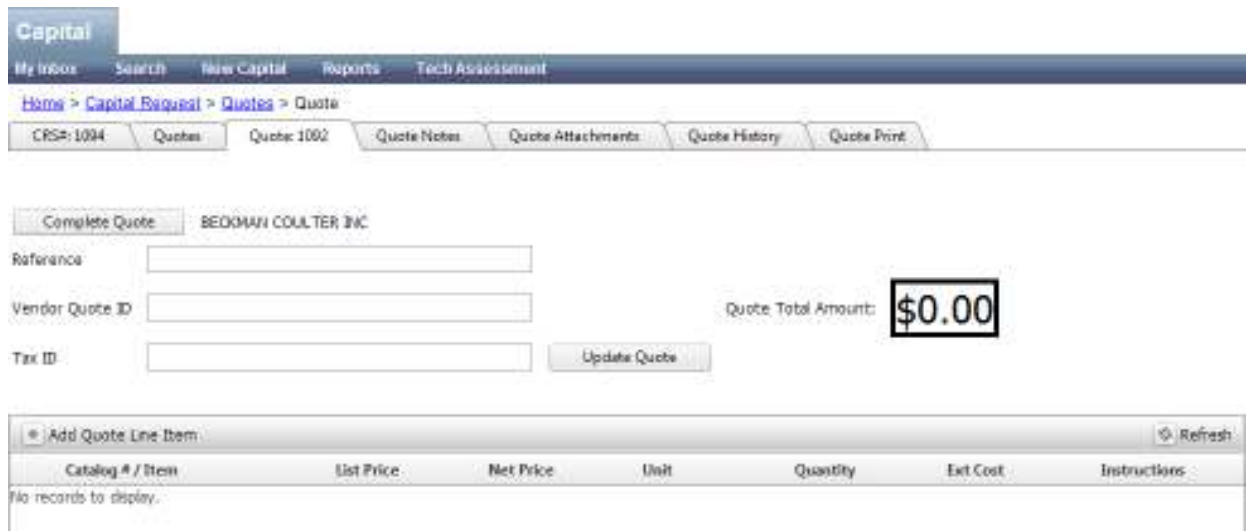 Capital
My Inbox Search New Capital Reports Tech Assessment
Home > Capital Request > Quotes > Quote
CRS#: 1094 Quotes Quote: 1092 Quote Notes Quote Attachments Quote History Quote Print
Complete Quote BECKMAN COULTER INC
Reference
Vendor Quote ID Quote Total Amount: $0.00
Tax ID Update Quote
Add Quote Line Item Refresh
Catalog # / Item List Price Net Price Unit Quantity Ext Cost Instructions
No records to display.